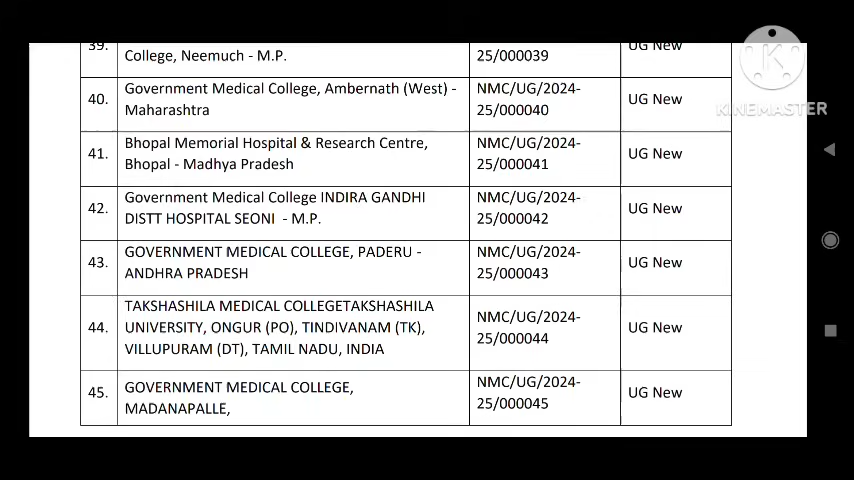 39.
College, Neemuch - M.P.
25/000039
UG New
40.
Government Medical College, Ambernath (West) -
Maharashtra
NMC/UG/2024-
25/000040
UG New
41.
Bhopal Memorial Hospital & Research Centre,
Bhopal - Madhya Pradesh
NMC/UG/2024-
25/000041
UG New
42.
Government Medical College INDIRA GANDHI
DISTT HOSPITAL SEONI - M.P.
NMC/UG/2024-
25/000042
UG New
43.
GOVERNMENT MEDICAL COLLEGE, PADERU -
ANDHRA PRADESH
NMC/UG/2024-
25/000043
UG New
44.
TAKSHASHILA MEDICAL COLLEGETAKSHASHILA
UNIVERSITY, ONGUR (PO), TINDIVANAM (TK),
VILLUPURAM (DT), TAMIL NADU, INDIA
NMC/UG/2024-
25/000044
UG New
45.
GOVERNMENT MEDICAL COLLEGE,
MADANAPALLE,
NMC/UG/2024-
25/000045
UG New
K
KINEMASTER